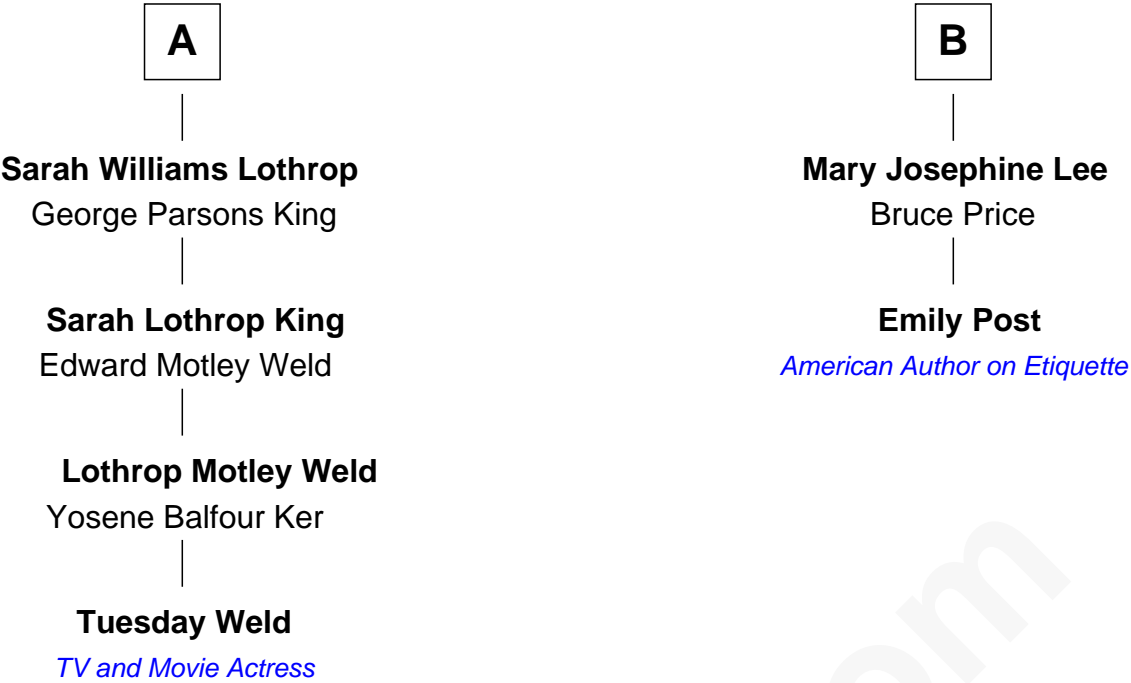 A
Sarah Williams Lothrop
George Parsons King
Sarah Lothrop King
Edward Motley Weld
Lothrop Motley Weld
Yosene Balfour Ker
Tuesday Weld
TV and Movie Actress
B
Mary Josephine Lee
Bruce Price
Emily Post
American Author on Etiquette
om